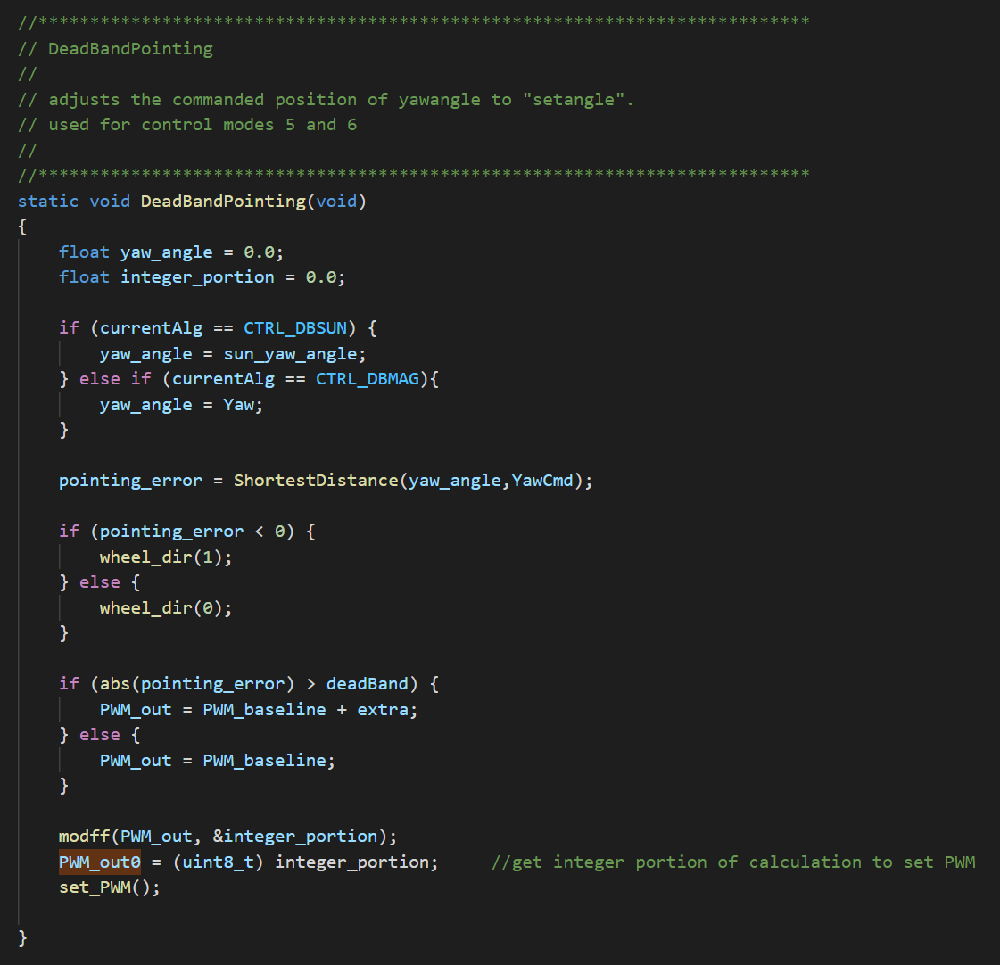 //***************************************************************************
// DeadBandPointing
//
// adjusts the commanded position of yawangle to "setangle".
// used for control modes 5 and 6
//
//***************************************************************************
static void DeadBandPointing(void)
{
    float yaw_angle = 0.0;
    float integer_portion = 0.0;

    if (currentAlg == CTRL_DBSUN) {
        yaw_angle = sun_yaw_angle;
    } else if (currentAlg == CTRL_DBMAG){
        yaw_angle = Yaw;
    }

    pointing_error = ShortestDistance(yaw_angle,YawCmd);

    if (pointing_error < 0) {
        wheel_dir(1);
    } else {
        wheel_dir(0);
    }

    if (abs(pointing_error) > deadBand) {
        PWM_out = PWM_baseline + extra;
    } else {
        PWM_out = PWM_baseline;
    }

    modff(PWM_out, &integer_portion);
    PWM_out0 = (uint8_t) integer_portion;     //get integer portion of calculation to set PWM
    set_PWM();

}